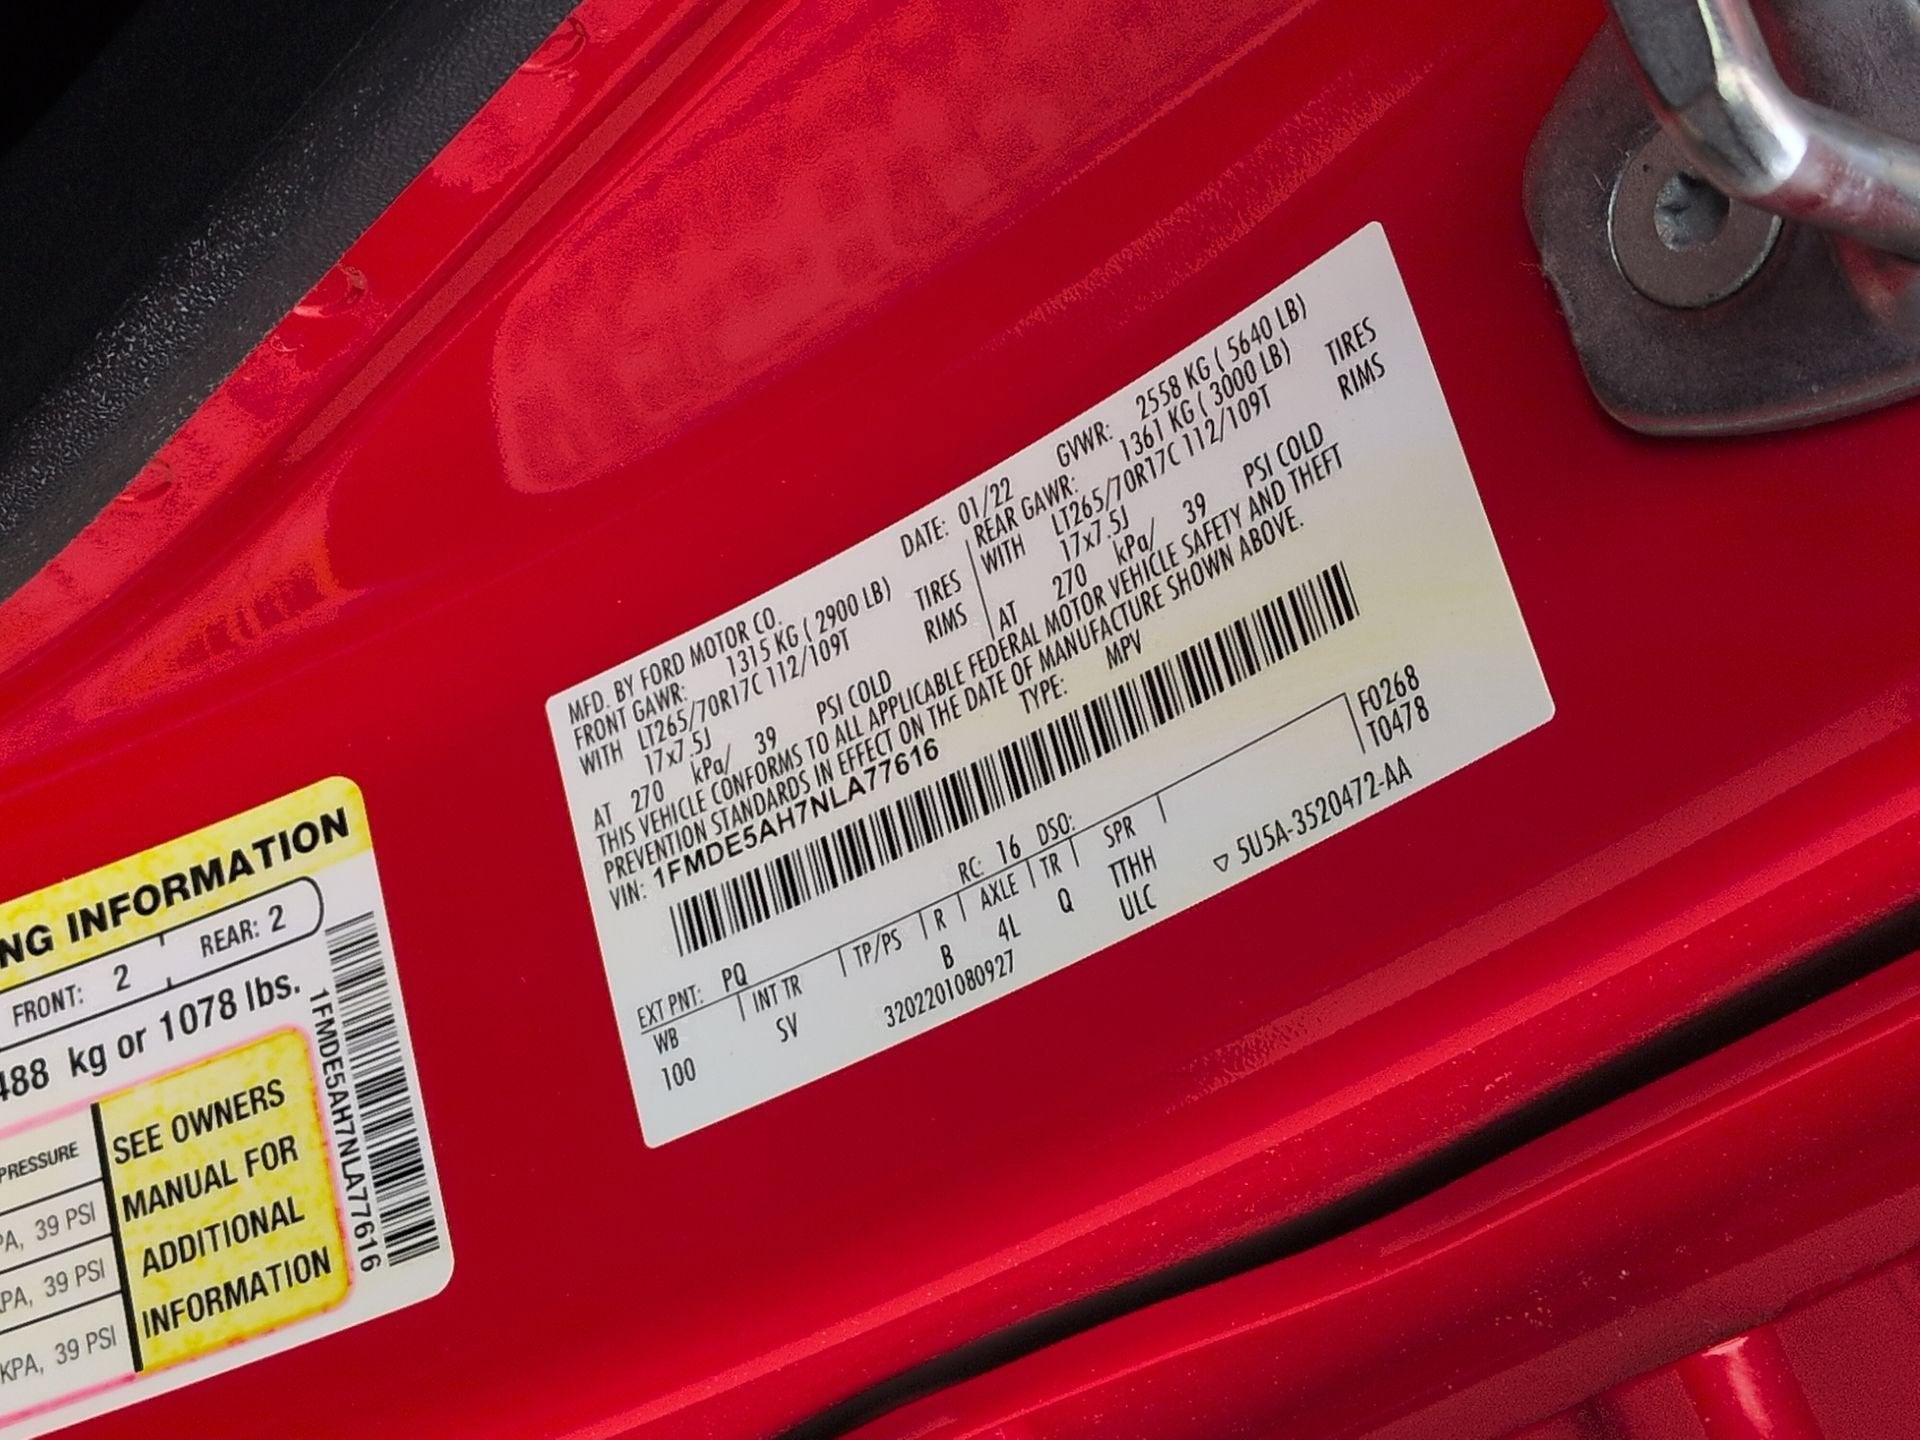 MFD. BY FORD MOTOR CO. DATE: 01/22 GVWR: 2558 KG ( 5640 LB)
FRONT GAWR: 1315 KG ( 2900 LB) REAR GAWR: 1361 KG ( 3000 LB)
WITH LT265/70R17C 112/109T TIRES WITH LT265/70R17C 112/109T TIRES
17x7.5J RIMS 17x7.5J RIMS
AT 270 kPa/ 39 PSI COLD AT 270 kPa/ 39 PSI COLD
THIS VEHICLE CONFORMS TO ALL APPLICABLE FEDERAL MOTOR VEHICLE SAFETY AND THEFT
PREVENTION STANDARDS IN EFFECT ON THE DATE OF MANUFACTURE SHOWN ABOVE.
VIN: 1FMDE5AH7NLA77616 TYPE: MPV
F0268
T0478
EXT PNT: PQ RC: 16 DSO:
WB INT TR TP/PS R AXLE TR SPR
100 SV B 4L Q TTHH
ULC
3202201080927 ▽ 5U5A-3520472-AA
NG INFORMATION
FRONT: 2 REAR: 2
488 kg or 1078 lbs.
1FMDE5AH7NLA77616
PRESSURE
PA, 39 PSI
KPA, 39 PSI
KPA, 39 PSI
SEE OWNERS
MANUAL FOR
ADDITIONAL
INFORMATION